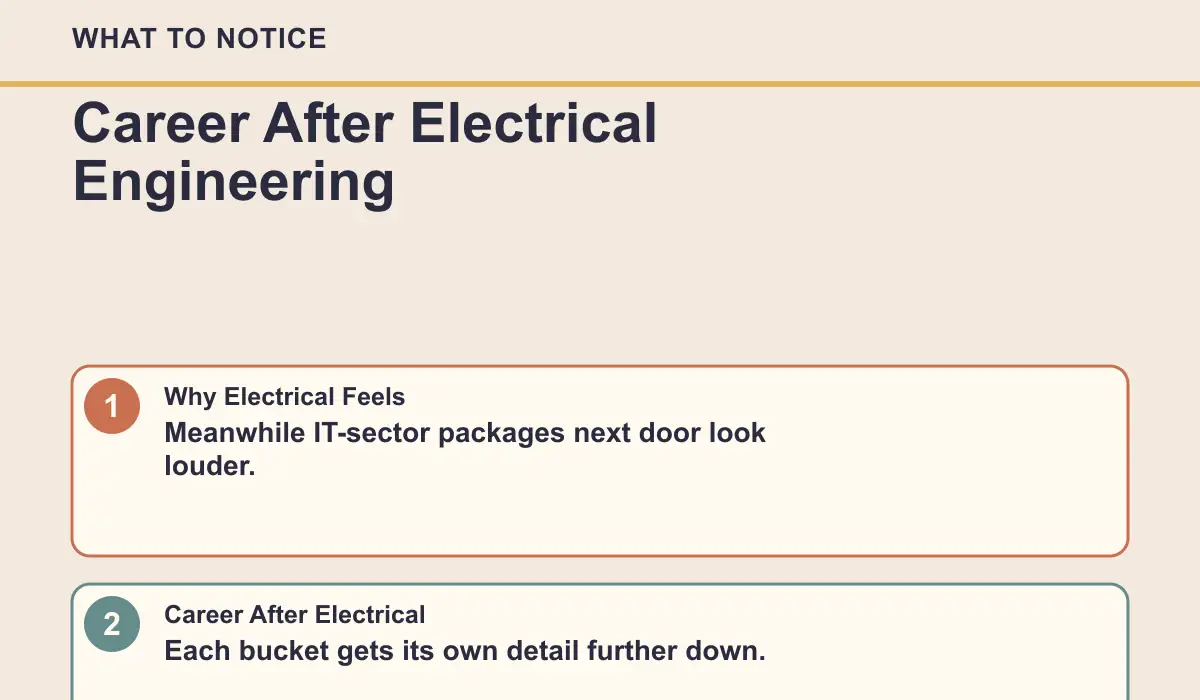 WHAT TO NOTICE
Career After Electrical
Engineering
1
Why Electrical Feels
Meanwhile IT-sector packages next door look
louder.
2
Career After Electrical
Each bucket gets its own detail further down.